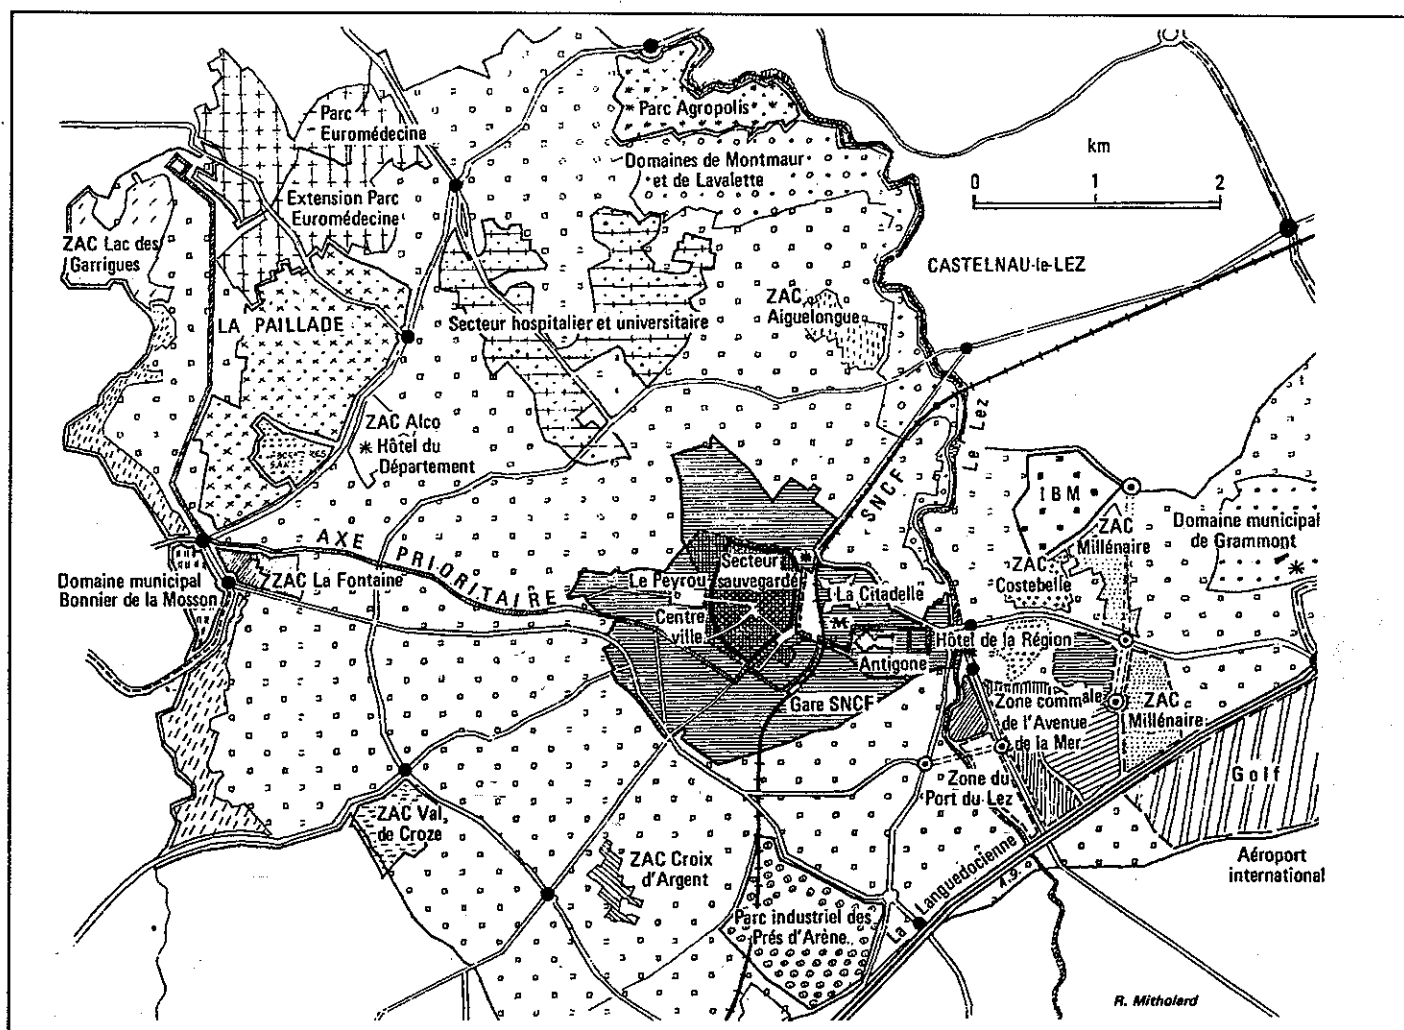 Parc
Euromédecine
Parc Agropolis
km
0 1 2
Domaines de Montmaur
et de Lavalette
Extension Parc
Euromédecine
ZAC Lac des
Garrigues
CASTELNAU-le-LEZ
ZAC
Aiguelongue
LA PAILLADE
Secteur hospitalier et universitaire
ZAC Alco
Hôtel du
Département
Le Lez
SNCF
IBM
ZAC
Millénaire
Domaine municipal
de Grammont
AXE PRIORITAIRE
Secteur
sauvegardé
Le Peyrou
ZAC
Costebelle
Domaine municipal
Bonnier de la Mosson
ZAC La Fontaine
La Citadelle
Centre
ville
Hôtel de la Région
Antigone
Gare SNCF
Zone commale
de l'Avenue
de la Mer
ZAC
Millénaire
Zone du
Port du Lez
Golf
ZAC Val
de Croze
ZAC Croix
d'Argent
Aéroport
international
La Languedocienne
A.9.
Parc industriel des
Prés d'Arène
R. Mitholard